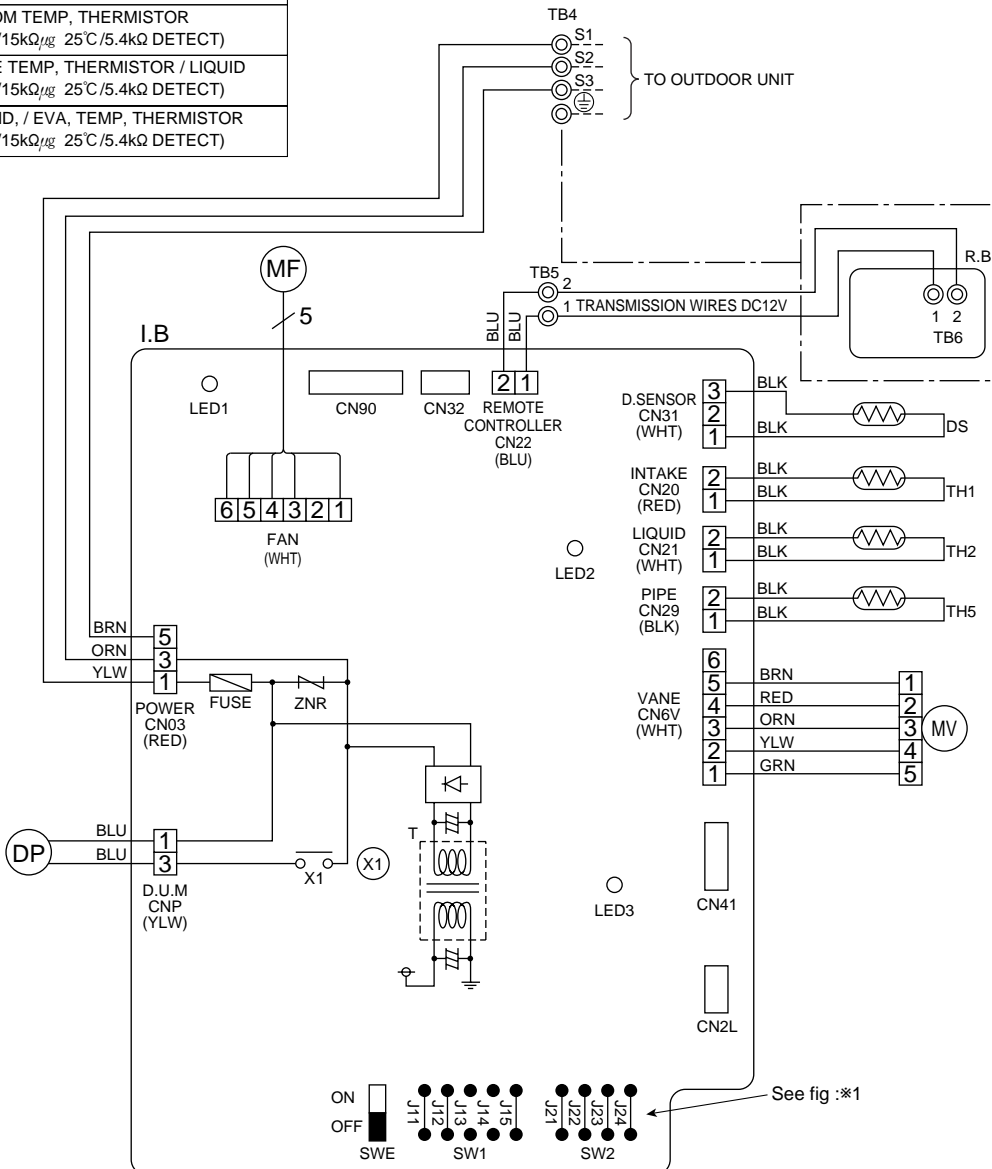 OM TEMP, THERMISTOR
/15kΩ㎍ 25℃/5.4kΩ DETECT)
E TEMP, THERMISTOR / LIQUID
/15kΩ㎍ 25℃/5.4kΩ DETECT)
ID, / EVA, TEMP, THERMISTOR
/15kΩ㎍ 25℃/5.4kΩ DETECT)
TB4
S1
S2
S3
TO OUTDOOR UNIT
R.B
1 2
TB6
TB5
2
1 TRANSMISSION WIRES DC12V
BLU
BLU
MF
5
I.B
LED1
CN90
CN32
2 1
REMOTE
CONTROLLER
CN22
(BLU)
6 5 4 3 2 1
FAN
(WHT)
LED2
D.SENSOR
CN31
(WHT)
3
2
1
BLK
BLK
DS
INTAKE
CN20
(RED)
2
1
BLK
BLK
TH1
LIQUID
CN21
(WHT)
2
1
BLK
BLK
TH2
PIPE
CN29
(BLK)
2
1
BLK
BLK
TH5
BRN
ORN
YLW
5
3
1
POWER
CN03
(RED)
FUSE
ZNR
VANE
CN6V
(WHT)
6
5
4
3
2
1
BRN
RED
ORN
YLW
GRN
1
2
3
4
5
MV
DP
BLU
BLU
1
3
D.U.M
CNP
(YLW)
X1
X1
T
LED3
CN41
CN2L
ON
OFF
SWE
J11
J12
J13
J14
J15
SW1
J21
J22
J23
J24
SW2
See fig :※1